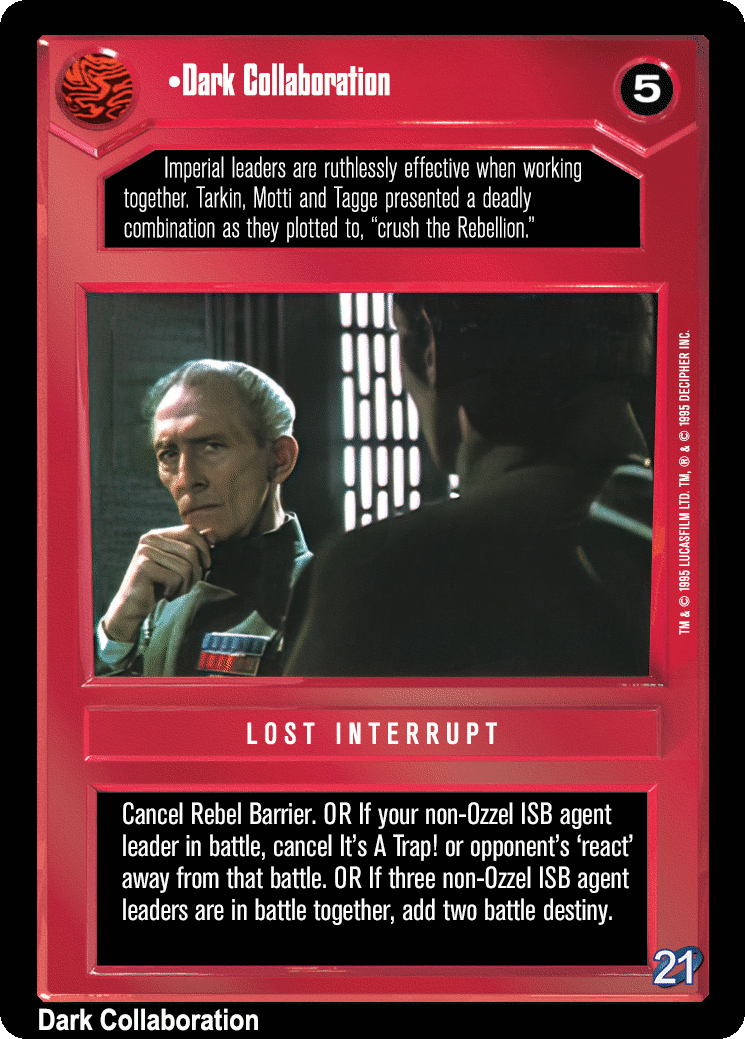 •Dark Collaboration
5
Imperial leaders are ruthlessly effective when working
together. Tarkin, Motti and Tagge presented a deadly
combination as they plotted to, “crush the Rebellion.”
TM & © 1995 LUCASFILM LTD. TM, ® & © 1995 DECIPHER INC.
LOST INTERRUPT
Cancel Rebel Barrier. OR If your non-Ozzel ISB agent
leader in battle, cancel It’s A Trap! or opponent’s ‘react’
away from that battle. OR If three non-Ozzel ISB agent
leaders are in battle together, add two battle destiny.
21
Dark Collaboration